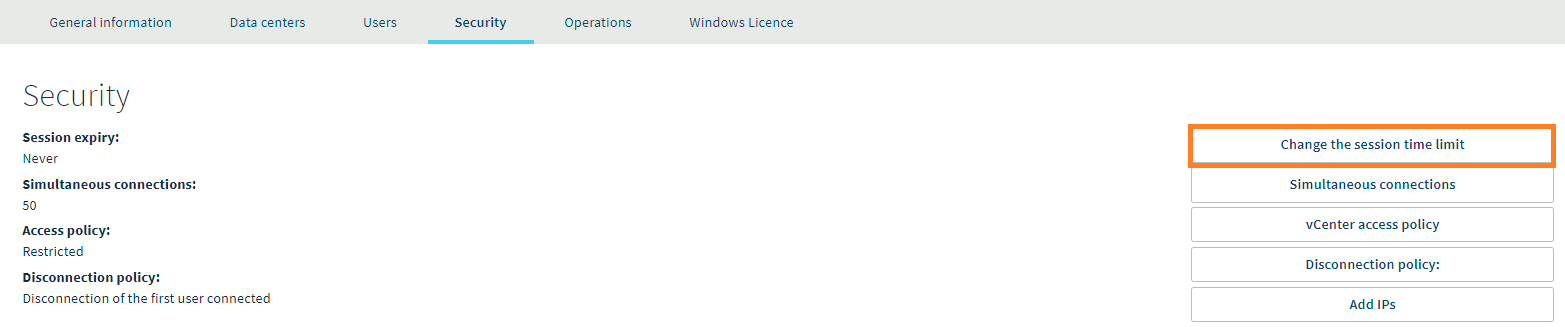 General information Data centers Users Security Operations Windows Licence
Security
Session expiry:
Never
Simultaneous connections:
50
Access policy:
Restricted
Disconnection policy:
Disconnection of the first user connected
Change the session time limit
Simultaneous connections
vCenter access policy
Disconnection policy:
Add IPs